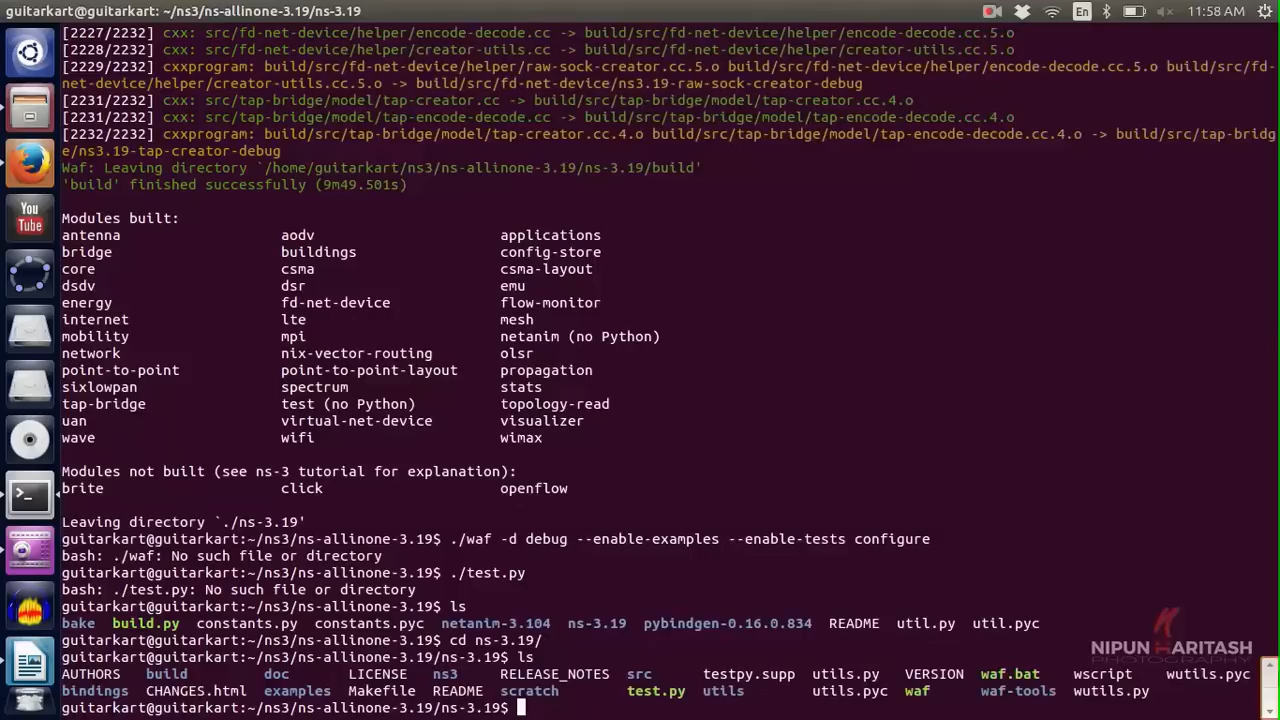 guitarkart: ~/ns3/ns-allinone-3.19/ns-3.19
En
11:58 AM
[2227/2232] cxx: src/fd-net-device/helper/encode-decode.cc -> build/src/fd-net-device/helper/encode-decode.cc.5.o
[2228/2232] cxx: src/fd-net-device/helper/creator-utils.cc -> build/src/fd-net-device/helper/creator-utils.cc.5.o
[2229/2232] cxxprogram: build/src/fd-net-device/helper/raw-sock-creator.cc.5.o build/src/fd-net-device/helper/encode-decode.cc.5.o build/src/fd-
net-device/helper/creator-utils.cc.5.o -> build/src/fd-net-device/ns3.19-raw-sock-creator-debug
[2231/2232] cxx: src/tap-bridge/model/tap-creator.cc -> build/src/tap-bridge/model/tap-creator.cc.4.o
[2231/2232] cxx: src/tap-bridge/model/tap-encode-decode.cc -> build/src/tap-bridge/model/tap-encode-decode.cc.4.o
[2232/2232] cxxprogram: build/src/tap-bridge/model/tap-creator.cc.4.o build/src/tap-bridge/model/tap-encode-decode.cc.4.o -> build/src/tap-bridg
e/ns3.19-tap-creator-debug
Waf: Leaving directory `/home/guitarkart/ns3/ns-allinone-3.19/ns-3.19/build'
'build' finished successfully (9m49.501s)
You
Tube
Modules built:
antenna aodv applications
bridge buildings config-store
core csma csma-layout
dsdv dsr emu
energy fd-net-device flow-monitor
internet lte mesh
mobility mpi netanim (no Python)
network nix-vector-routing olsr
point-to-point point-to-point-layout propagation
sixlowpan spectrum stats
tap-bridge test (no Python) topology-read
uan virtual-net-device visualizer
wave wifi wimax
Modules not built (see ns-3 tutorial for explanation):
brite click openflow
Leaving directory `./ns-3.19'
guitarkart@guitarkart:~/ns3/ns-allinone-3.19$ ./waf -d debug --enable-examples --enable-tests configure
bash: ./waf: No such file or directory
guitarkart@guitarkart:~/ns3/ns-allinone-3.19$ ./test.py
bash: ./test.py: No such file or directory
guitarkart@guitarkart:~/ns3/ns-allinone-3.19$ ls
bake build.py constants.py constants.pyc netanim-3.104 ns-3.19 pybindgen-0.16.0.834 README util.py util.pyc
guitarkart@guitarkart:~/ns3/ns-allinone-3.19$ cd ns-3.19/
guitarkart@guitarkart:~/ns3/ns-allinone-3.19/ns-3.19$ ls
AUTHORS build doc LICENSE ns3 RELEASE_NOTES src testpy.supp utils.py VERSION waf.bat wscript wutils.pyc
bindings CHANGES.html examples Makefile README scratch test.py utils utils.pyc waf waf-tools wutils.py
guitarkart@guitarkart:~/ns3/ns-allinone-3.19/ns-3.19$
NIPUN HARITASH
PHOTOGRAPHY